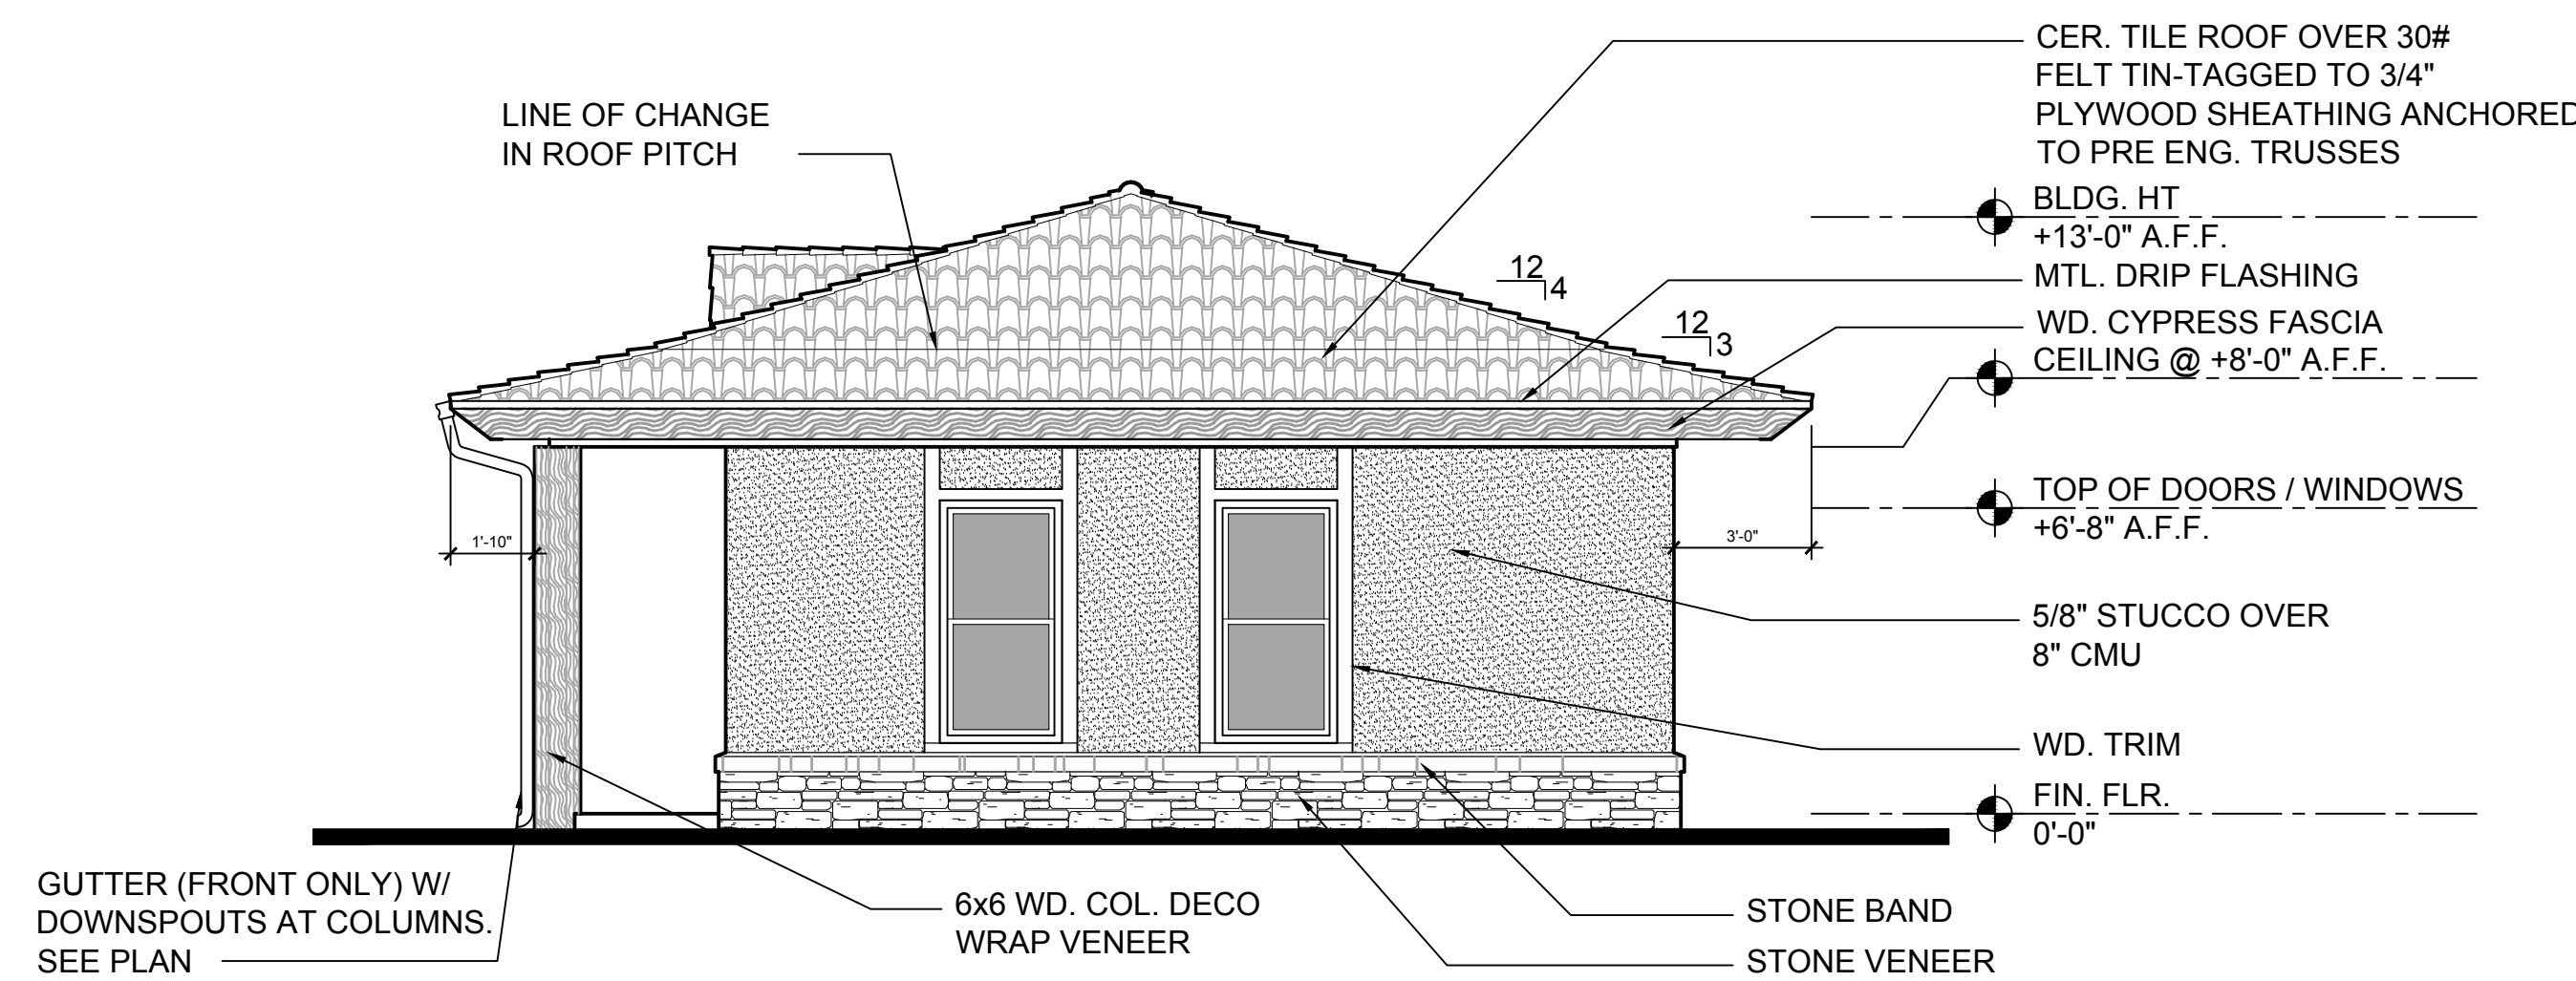 CER. TILE ROOF OVER 30#
FELT TIN-TAGGED TO 3/4"
PLYWOOD SHEATHING ANCHORED
TO PRE ENG. TRUSSES
LINE OF CHANGE
IN ROOF PITCH
BLDG. HT
+13'-0" A.F.F.
MTL. DRIP FLASHING
12
4
WD. CYPRESS FASCIA
12
3
CEILING @ +8'-0" A.F.F.
TOP OF DOORS / WINDOWS
+6'-8" A.F.F.
1'-10"
3'-0"
5/8" STUCCO OVER
8" CMU
WD. TRIM
FIN. FLR.
0'-0"
GUTTER (FRONT ONLY) W/
DOWNSPOUTS AT COLUMNS.
SEE PLAN
6x6 WD. COL. DECO
WRAP VENEER
STONE BAND
STONE VENEER